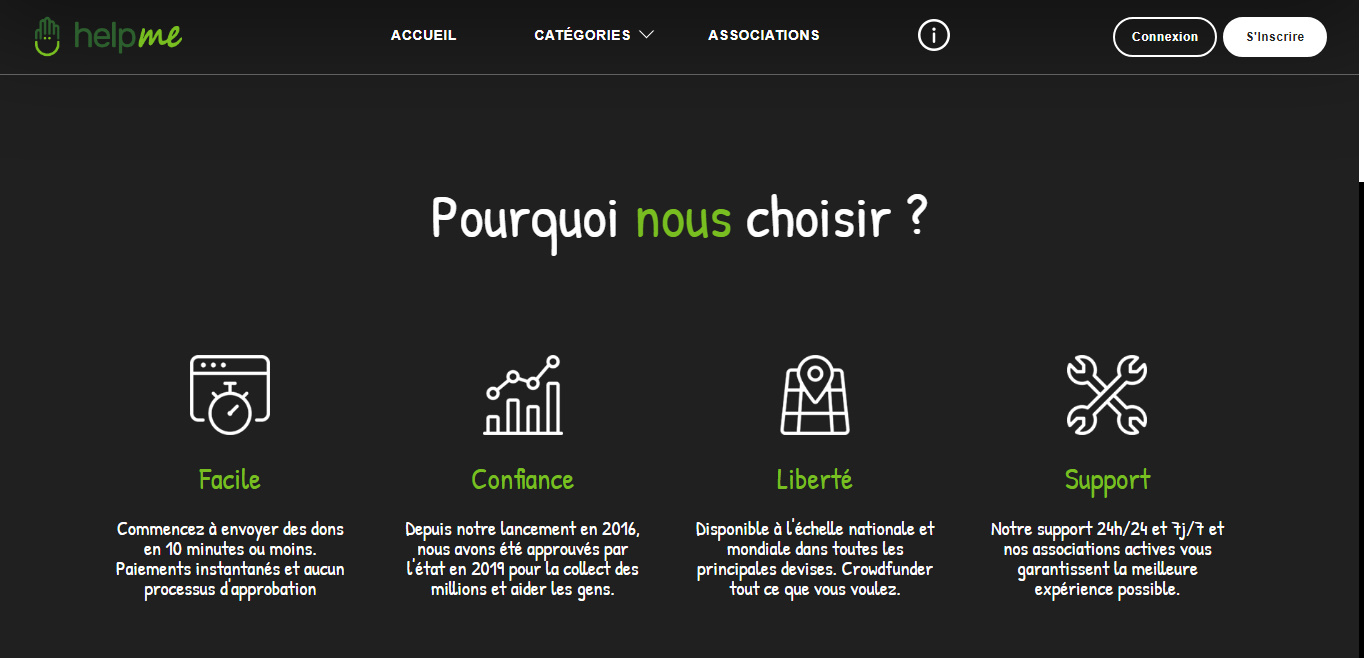 helpme
ACCUEIL
CATÉGORIES
ASSOCIATIONS
i
Connexion
S'Inscrire
Pourquoi nous choisir ?
Facile
Commencez à envoyer des dons
en 10 minutes ou moins.
Paiements instantanés et aucun
processus d'approbation
Confiance
Depuis notre lancement en 2016,
nous avons été approuvés par
l'état en 2019 pour la collect des
millions et aider les gens.
Liberté
Disponible à l'échelle nationale et
mondiale dans toutes les
principales devises. Crowdfunder
tout ce que vous voulez.
Support
Notre support 24h/24 et 7j/7 et
nos associations actives vous
garantissent la meilleure
expérience possible.